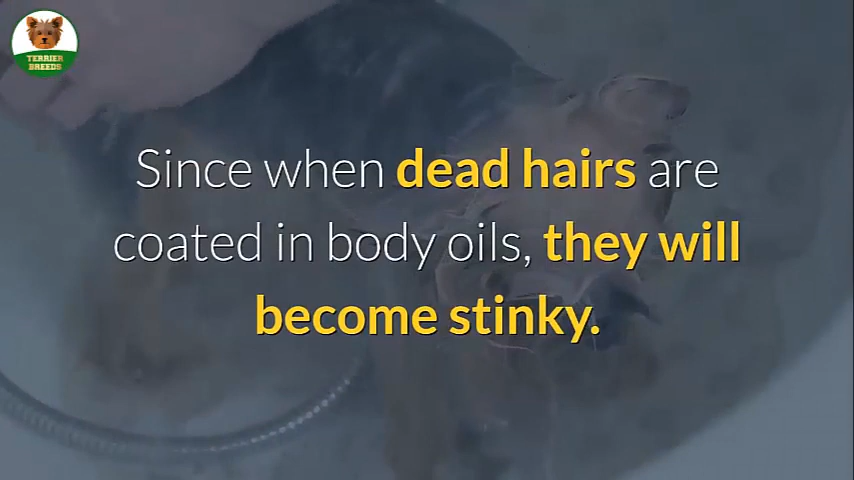 TERRIER
BREEDS
Since when dead hairs are
coated in body oils, they will
become stinky.